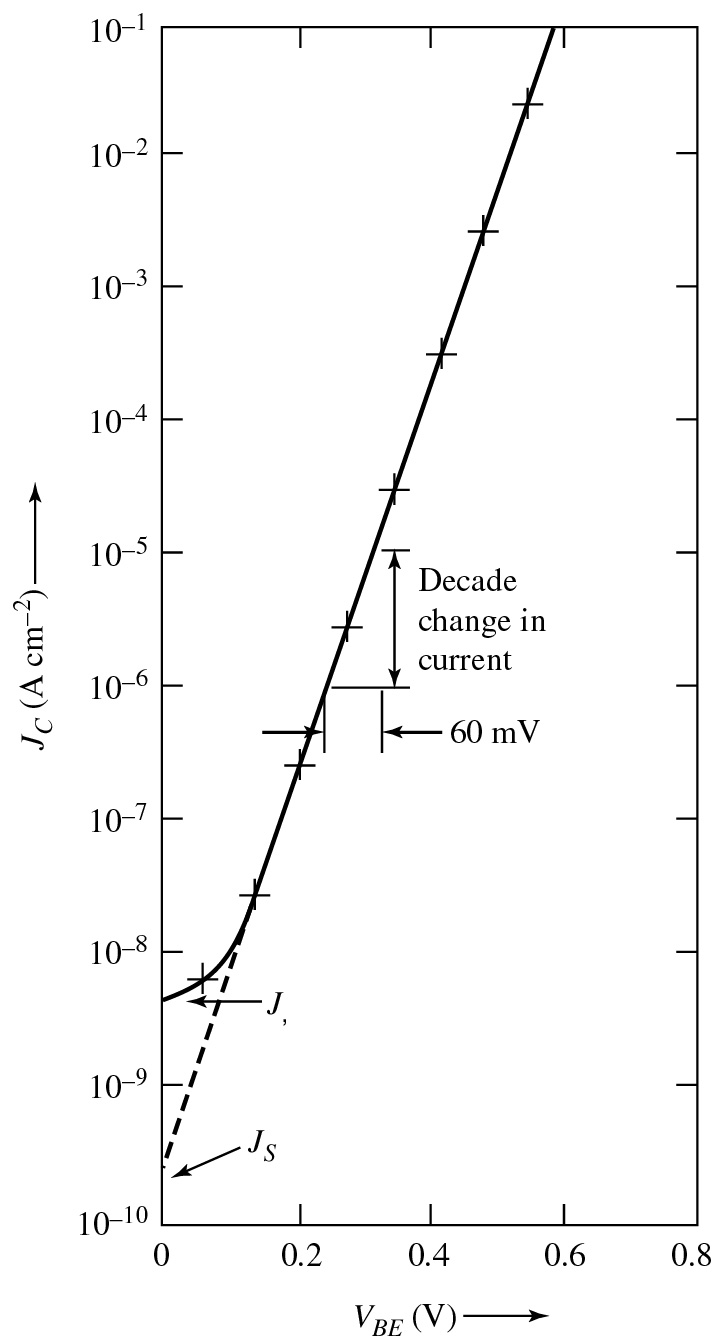 10⁻¹
10⁻²
10⁻³
10⁻⁴
10⁻⁵
10⁻⁶
10⁻⁷
10⁻⁸
10⁻⁹
10⁻¹⁰
J_C (A cm⁻²)
Decade
change in
current
60 mV
J,
J_S
0
0.2
0.4
0.6
0.8
V_BE (V)